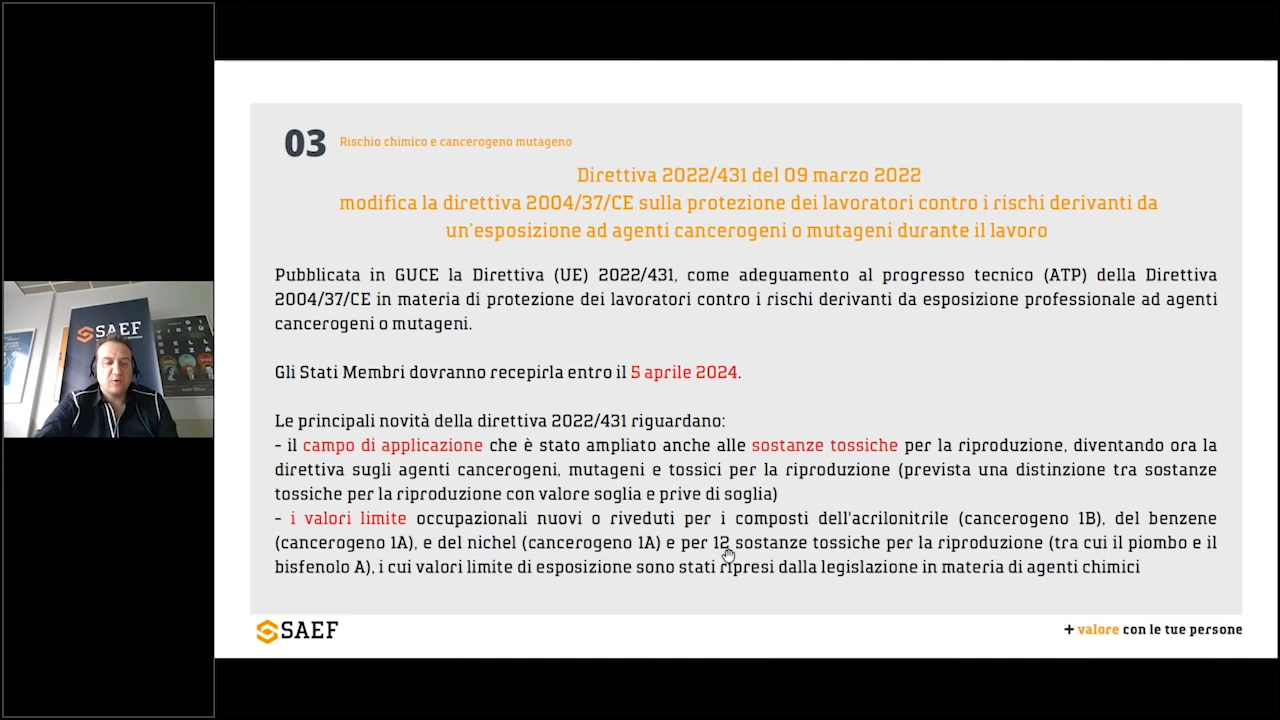 03 Rischio chimico e cancerogeno mutageno
Direttiva 2022/431 del 09 marzo 2022
modifica la direttiva 2004/37/CE sulla protezione dei lavoratori contro i rischi derivanti da
un'esposizione ad agenti cancerogeni o mutageni durante il lavoro
Pubblicata in GUCE la Direttiva (UE) 2022/431, come adeguamento al progresso tecnico (ATP) della Direttiva
2004/37/CE in materia di protezione dei lavoratori contro i rischi derivanti da esposizione professionale ad agenti
cancerogeni o mutageni.
Gli Stati Membri dovranno recepirla entro il 5 aprile 2024.
Le principali novità della direttiva 2022/431 riguardano:
- il campo di applicazione che è stato ampliato anche alle sostanze tossiche per la riproduzione, diventando ora la
direttiva sugli agenti cancerogeni, mutageni e tossici per la riproduzione (prevista una distinzione tra sostanze
tossiche per la riproduzione con valore soglia e prive di soglia)
- i valori limite occupazionali nuovi o riveduti per i composti dell'acrilonitrile (cancerogeno 1B), del benzene
(cancerogeno 1A), e del nichel (cancerogeno 1A) e per 12 sostanze tossiche per la riproduzione (tra cui il piombo e il
bisfenolo A), i cui valori limite di esposizione sono stati ripresi dalla legislazione in materia di agenti chimici
SAEF
+ valore con le tue persone
SAEF